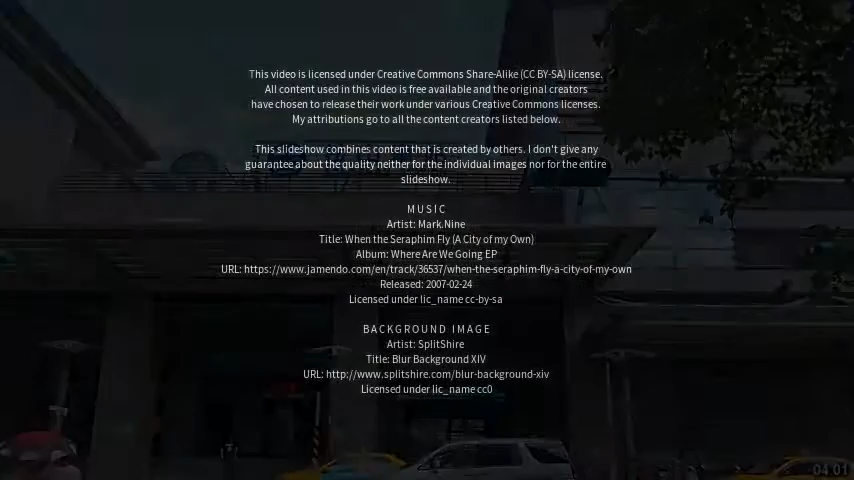 This video is licensed under Creative Commons Share-Alike (CC BY-SA) license.
All content used in this video is free available and the original creators
have chosen to release their work under various Creative Commons licenses.
My attributions go to all the content creators listed below.
This slideshow combines content that is created by others. I don't give any
guarantee about the quality neither for the individual images nor for the entire
slideshow.
MUSIC
Artist: Mark.Nine
Title: When the Seraphim Fly (A City of my Own)
Album: Where Are We Going EP
URL: https://www.jamendo.com/en/track/36537/when-the-seraphim-fly-a-city-of-my-own
Released: 2007-02-24
Licensed under lic_name cc-by-sa
BACKGROUND IMAGE
Artist: SplitShire
Title: Blur Background XIV
URL: http://www.splitshire.com/blur-background-xiv
Licensed under lic_name cc0
04:01